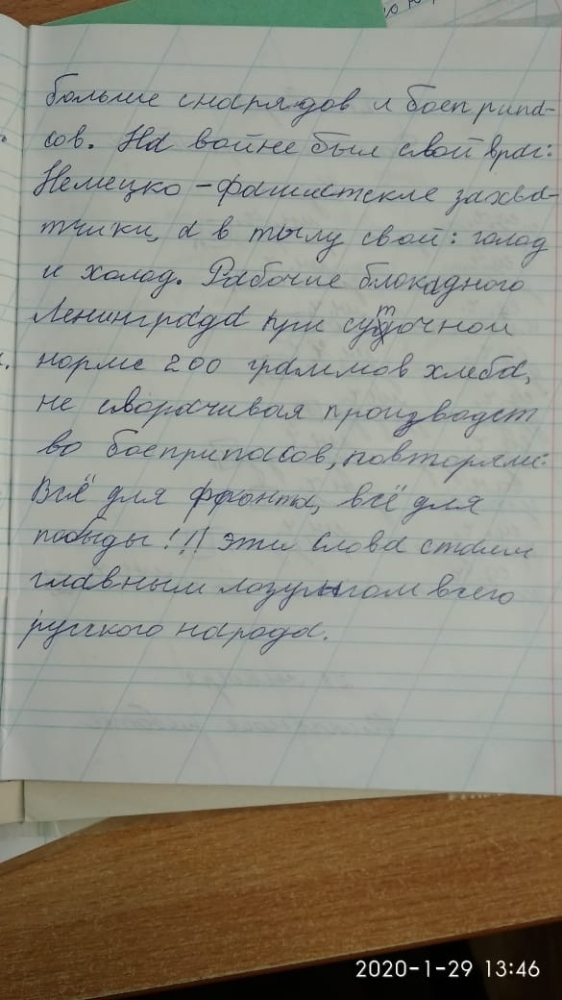 больше снарядов и боеприпа-
сов. На войне был свой враг:
Немецко-фашистские захва-
тчики, а в тылу свой: голод
и холод. Рабочие блокадного
Ленинграда при суточной
норме 200 граммов хлеба,
не сворачивая производст
во боеприпасов, повторяли:
Всё для фронта, всё для
победы!!! Эти слова стали
главным лозунгом всего
русского народа.
2020-1-29 13:46